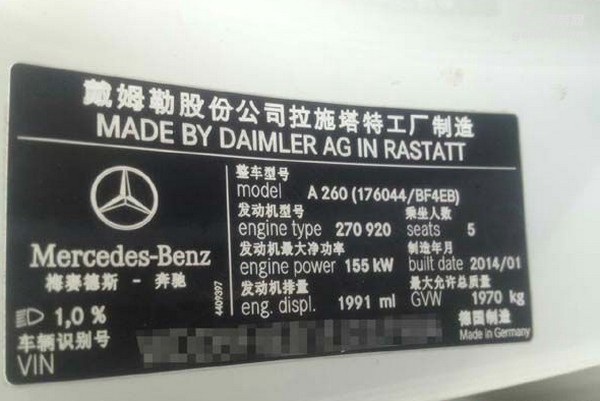 戴姆勒股份公司拉施塔特工厂制造
MADE BY DAIMLER AG IN RASTATT
整车型号
model A 260 (176044/BF4EB)
发动机型号 乘坐人数
engine type 270 920 seats 5
发动机最大净功率 制造年月
engine power 155 kW built date 2014/01
发动机排量 最大允许总质量
eng. displ. 1991 ml GVW 1970 kg
Mercedes-Benz
梅赛德斯 - 奔驰
4409397
1,0 %
德国制造
Made in Germany
车辆识别号
VIN